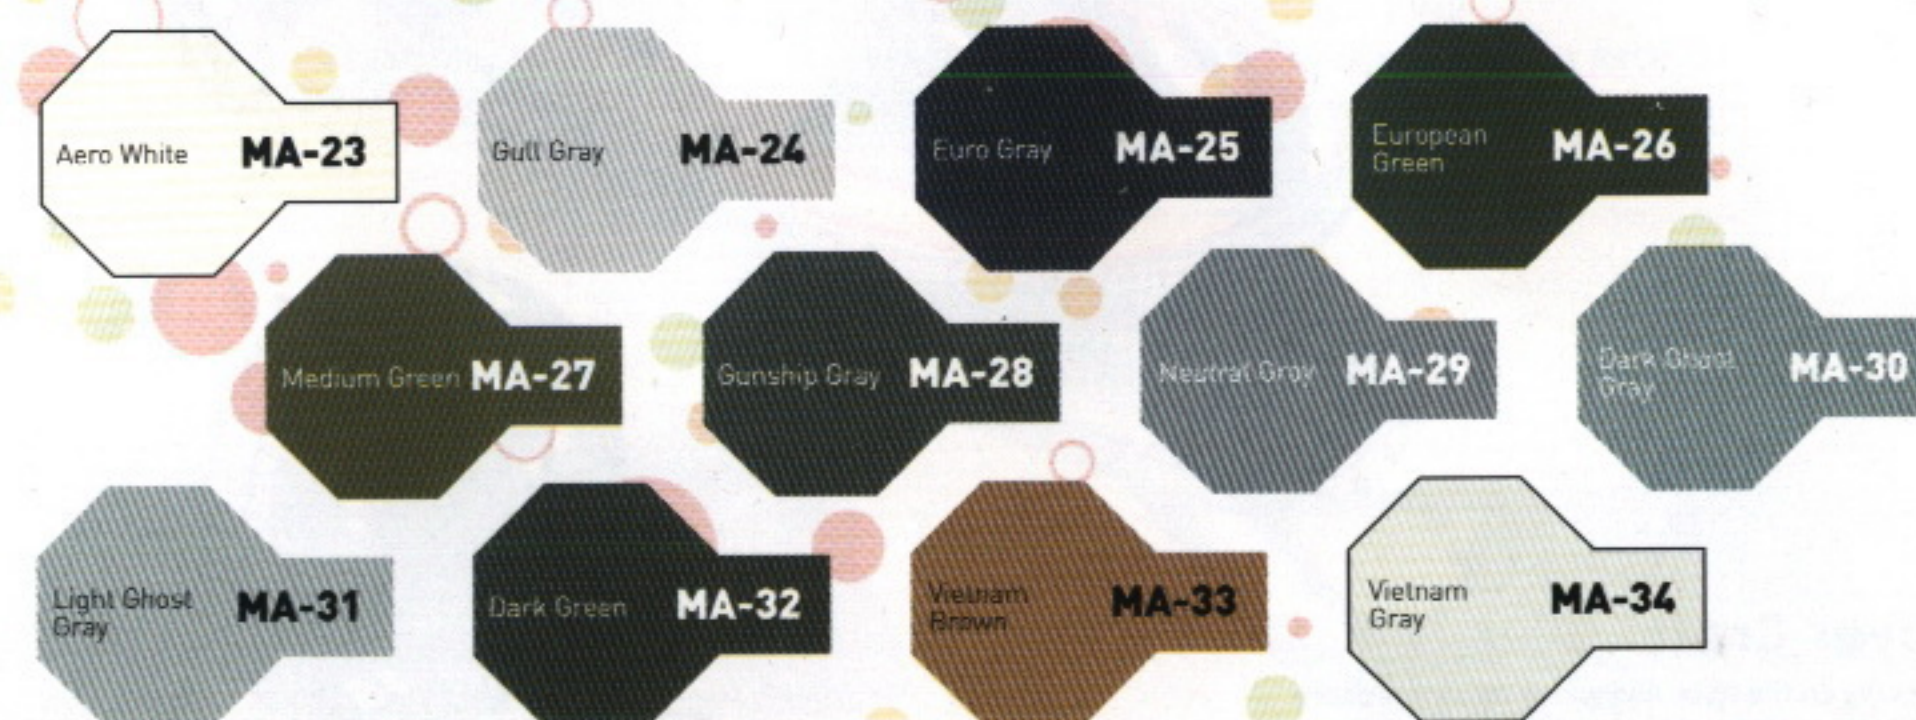 Aero White MA-23
Gull Gray MA-24
Euro Gray MA-25
European
Green
MA-26
Medium Green MA-27
Gunship Gray MA-28
Neutral Gray MA-29
Dark Ghost
Gray
MA-30
Light Ghost
Gray
MA-31
Dark Green MA-32
Vietnam
Brown
MA-33
Vietnam
Gray
MA-34